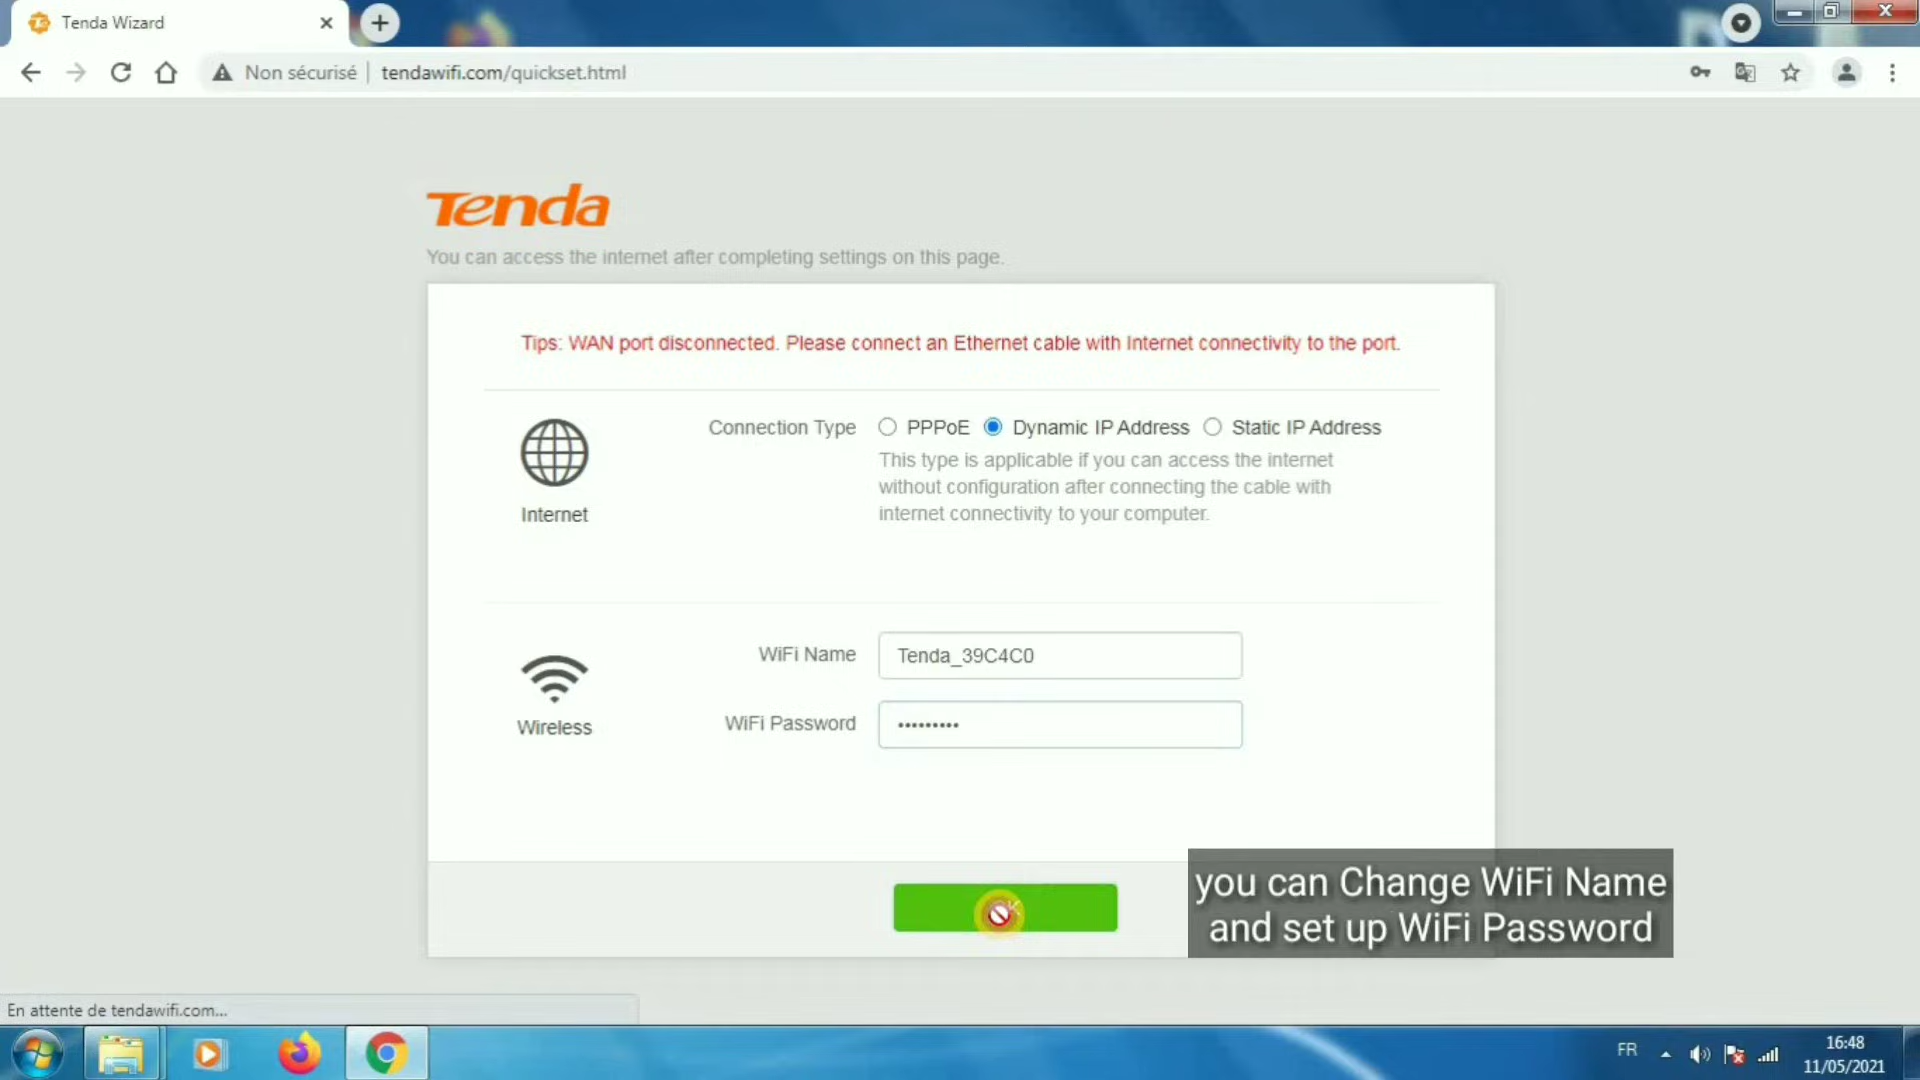 Tenda Wizard
Non sécurisé
tendawifi.com/quickset.html
Tenda
You can access the internet after completing settings on this page.
Tips: WAN port disconnected. Please connect an Ethernet cable with Internet connectivity to the port.
Connection Type
PPPoE
Dynamic IP Address
Static IP Address
This type is applicable if you can access the internet
without configuration after connecting the cable with
internet connectivity to your computer.
Internet
WiFi Name
Tenda_39C4C0
WiFi Password
•••••••••
Wireless
you can Change WiFi Name
and set up WiFi Password
En attente de tendawifi.com...
FR
16:48
11/05/2021